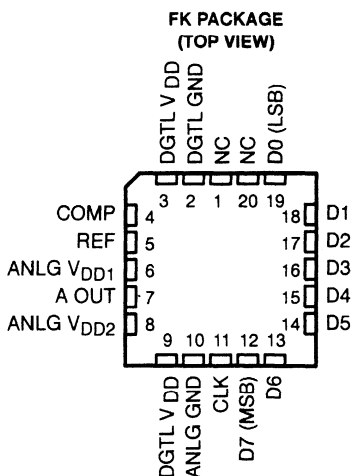 FK PACKAGE
(TOP VIEW)
DGTL VDD
DGTL GND
NC
NC
D0 (LSB)
3 2 1 20 19
COMP 4
REF 5
ANLG VDD1 6
A OUT 7
ANLG VDD2 8
18 D1
17 D2
16 D3
15 D4
14 D5
9 10 11 12 13
DGTL VDD
ANLG GND
CLK
D7 (MSB)
D6